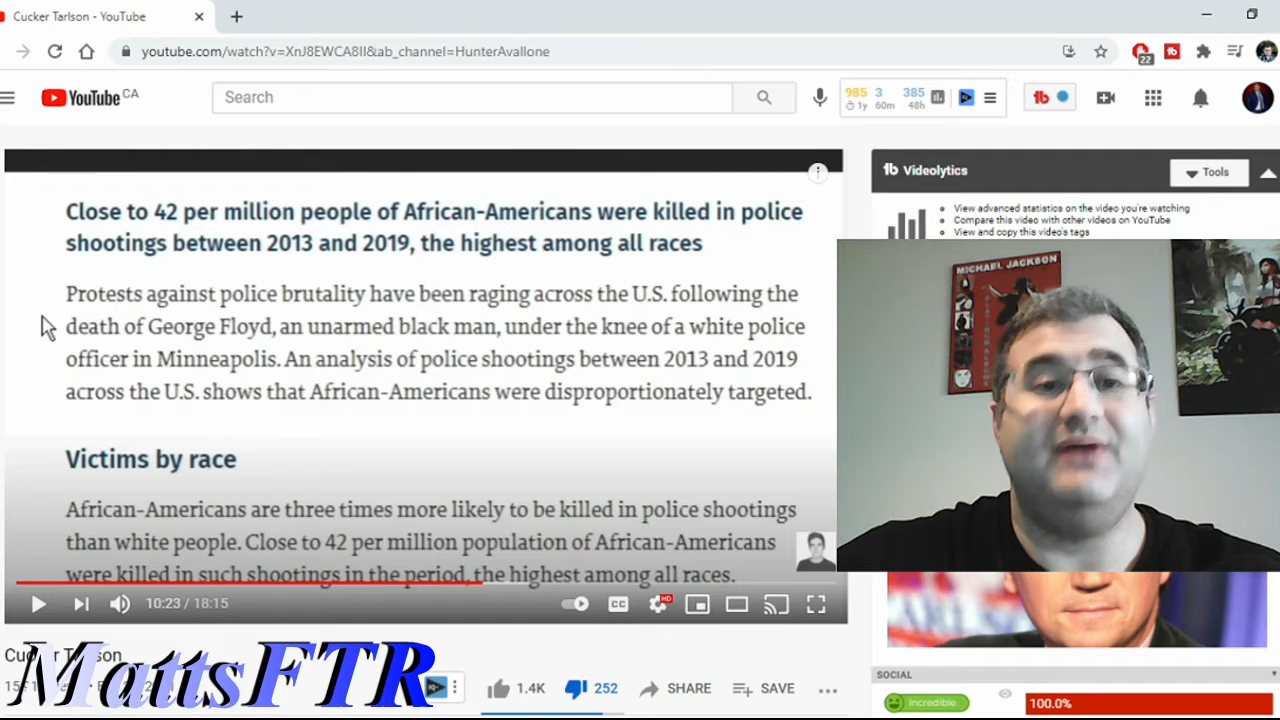 Cucker Tarlson - YouTube
youtube.com/watch?v=XnJ8EWCA8II&ab_channel=HunterAvallone
22
YouTube CA
Search
985 3 385
1y 60m 48h
tb
Close to 42 per million people of African-Americans were killed in police
shootings between 2013 and 2019, the highest among all races
Protests against police brutality have been raging across the U.S. following the
death of George Floyd, an unarmed black man, under the knee of a white police
officer in Minneapolis. An analysis of police shootings between 2013 and 2019
across the U.S. shows that African-Americans were disproportionately targeted.
Victims by race
African-Americans are three times more likely to be killed in police shootings
than white people. Close to 42 per million population of African-Americans
were killed in such shootings in the period, the highest among all races.
10:23 / 18:15
CC
HD
tb Videolytics
Tools
View advanced statistics on the video you're watching
Compare this video with other videos on YouTube
View and copy this video's tags
MICHAEL JACKSON
PLATINUM ALBUMS
MattsFTR
1.4K
252
SHARE
SAVE
SOCIAL
Incredible
100.0%